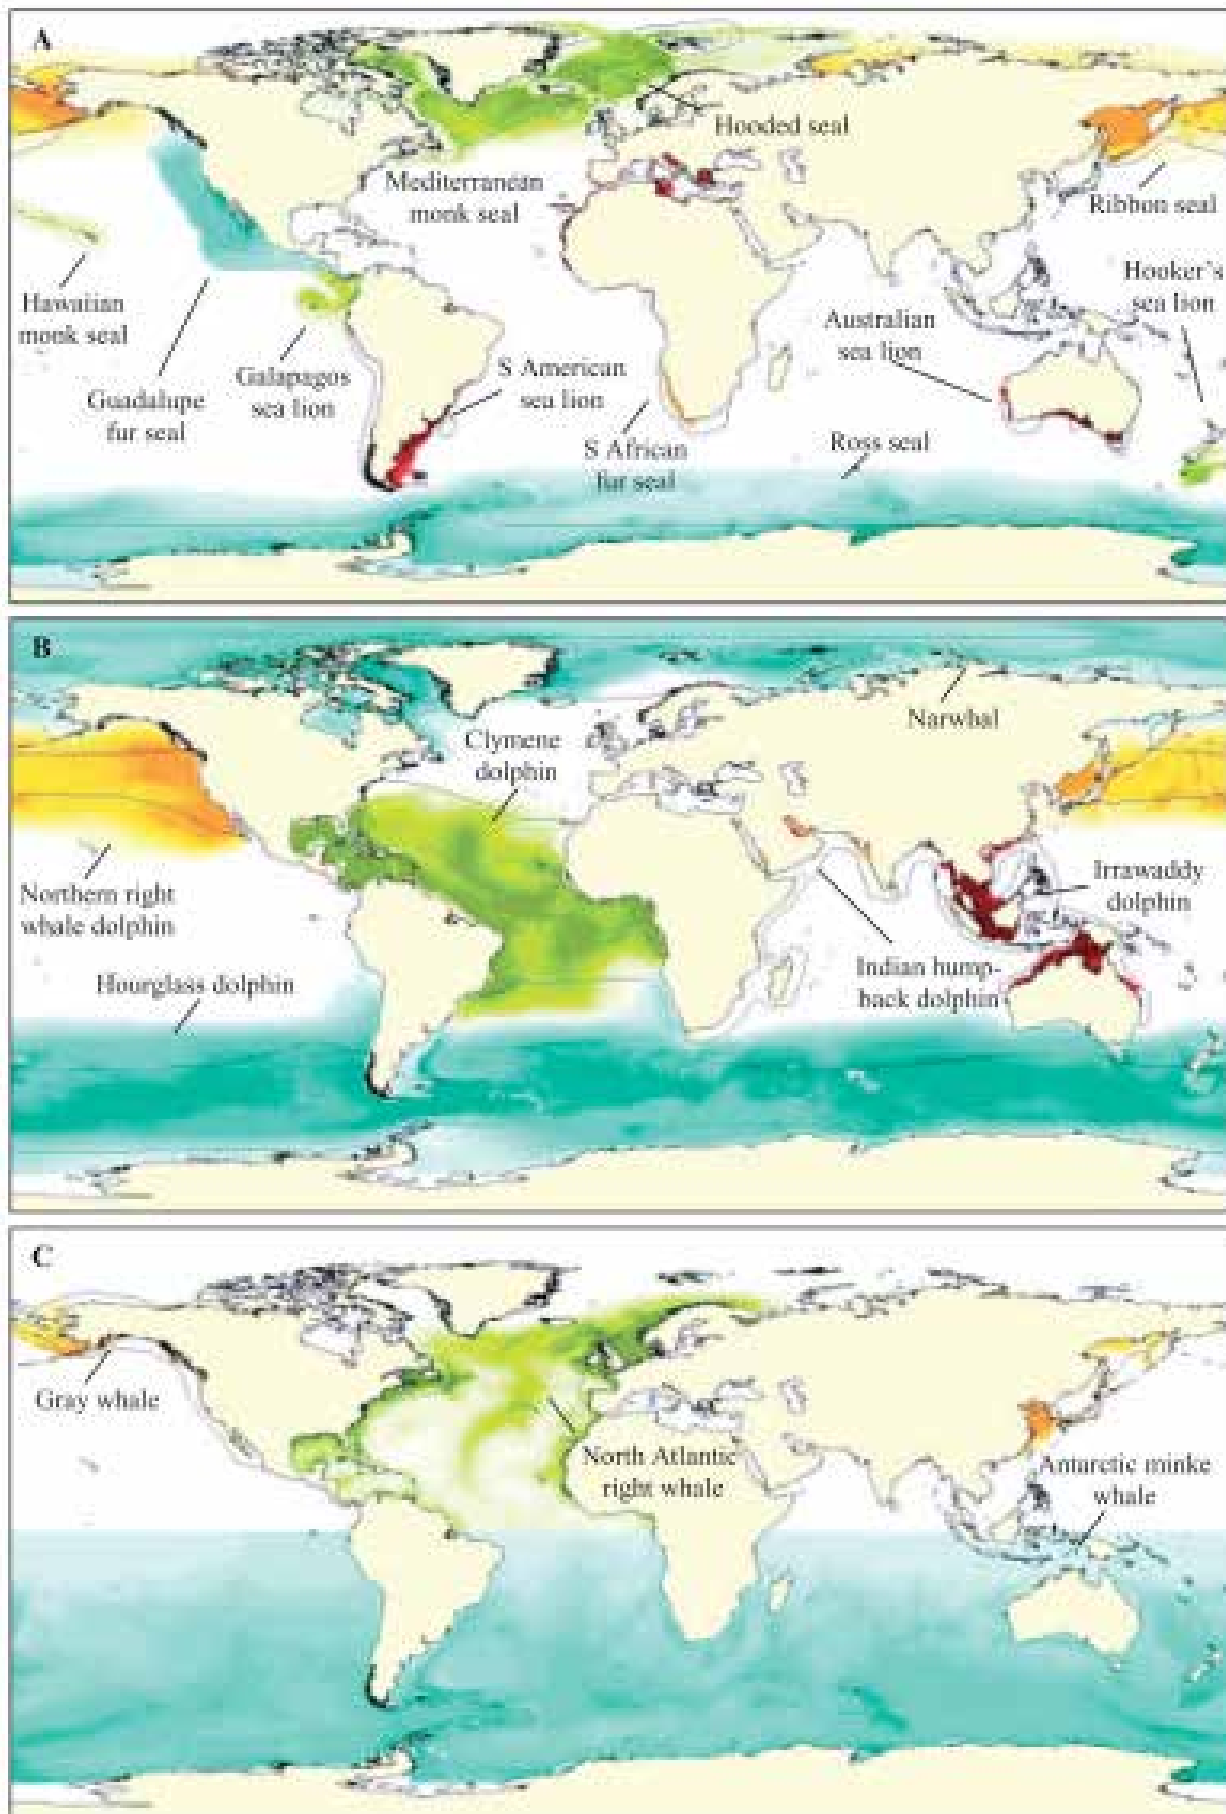 A
Hooded seal
Mediterranean
monk seal
Ribbon seal
Hooker's
sea lion
Hawaiian
monk seal
Australian
sea lion
Galapagos
sea lion
S American
sea lion
Guadalupe
fur seal
S African
fur seal
Ross seal
B
Narwhal
Clymene
dolphin
Northern right
whale dolphin
Irrawaddy
dolphin
Indian hump-
back dolphin
Hourglass dolphin
C
Gray whale
North Atlantic
right whale
Antarctic minke
whale